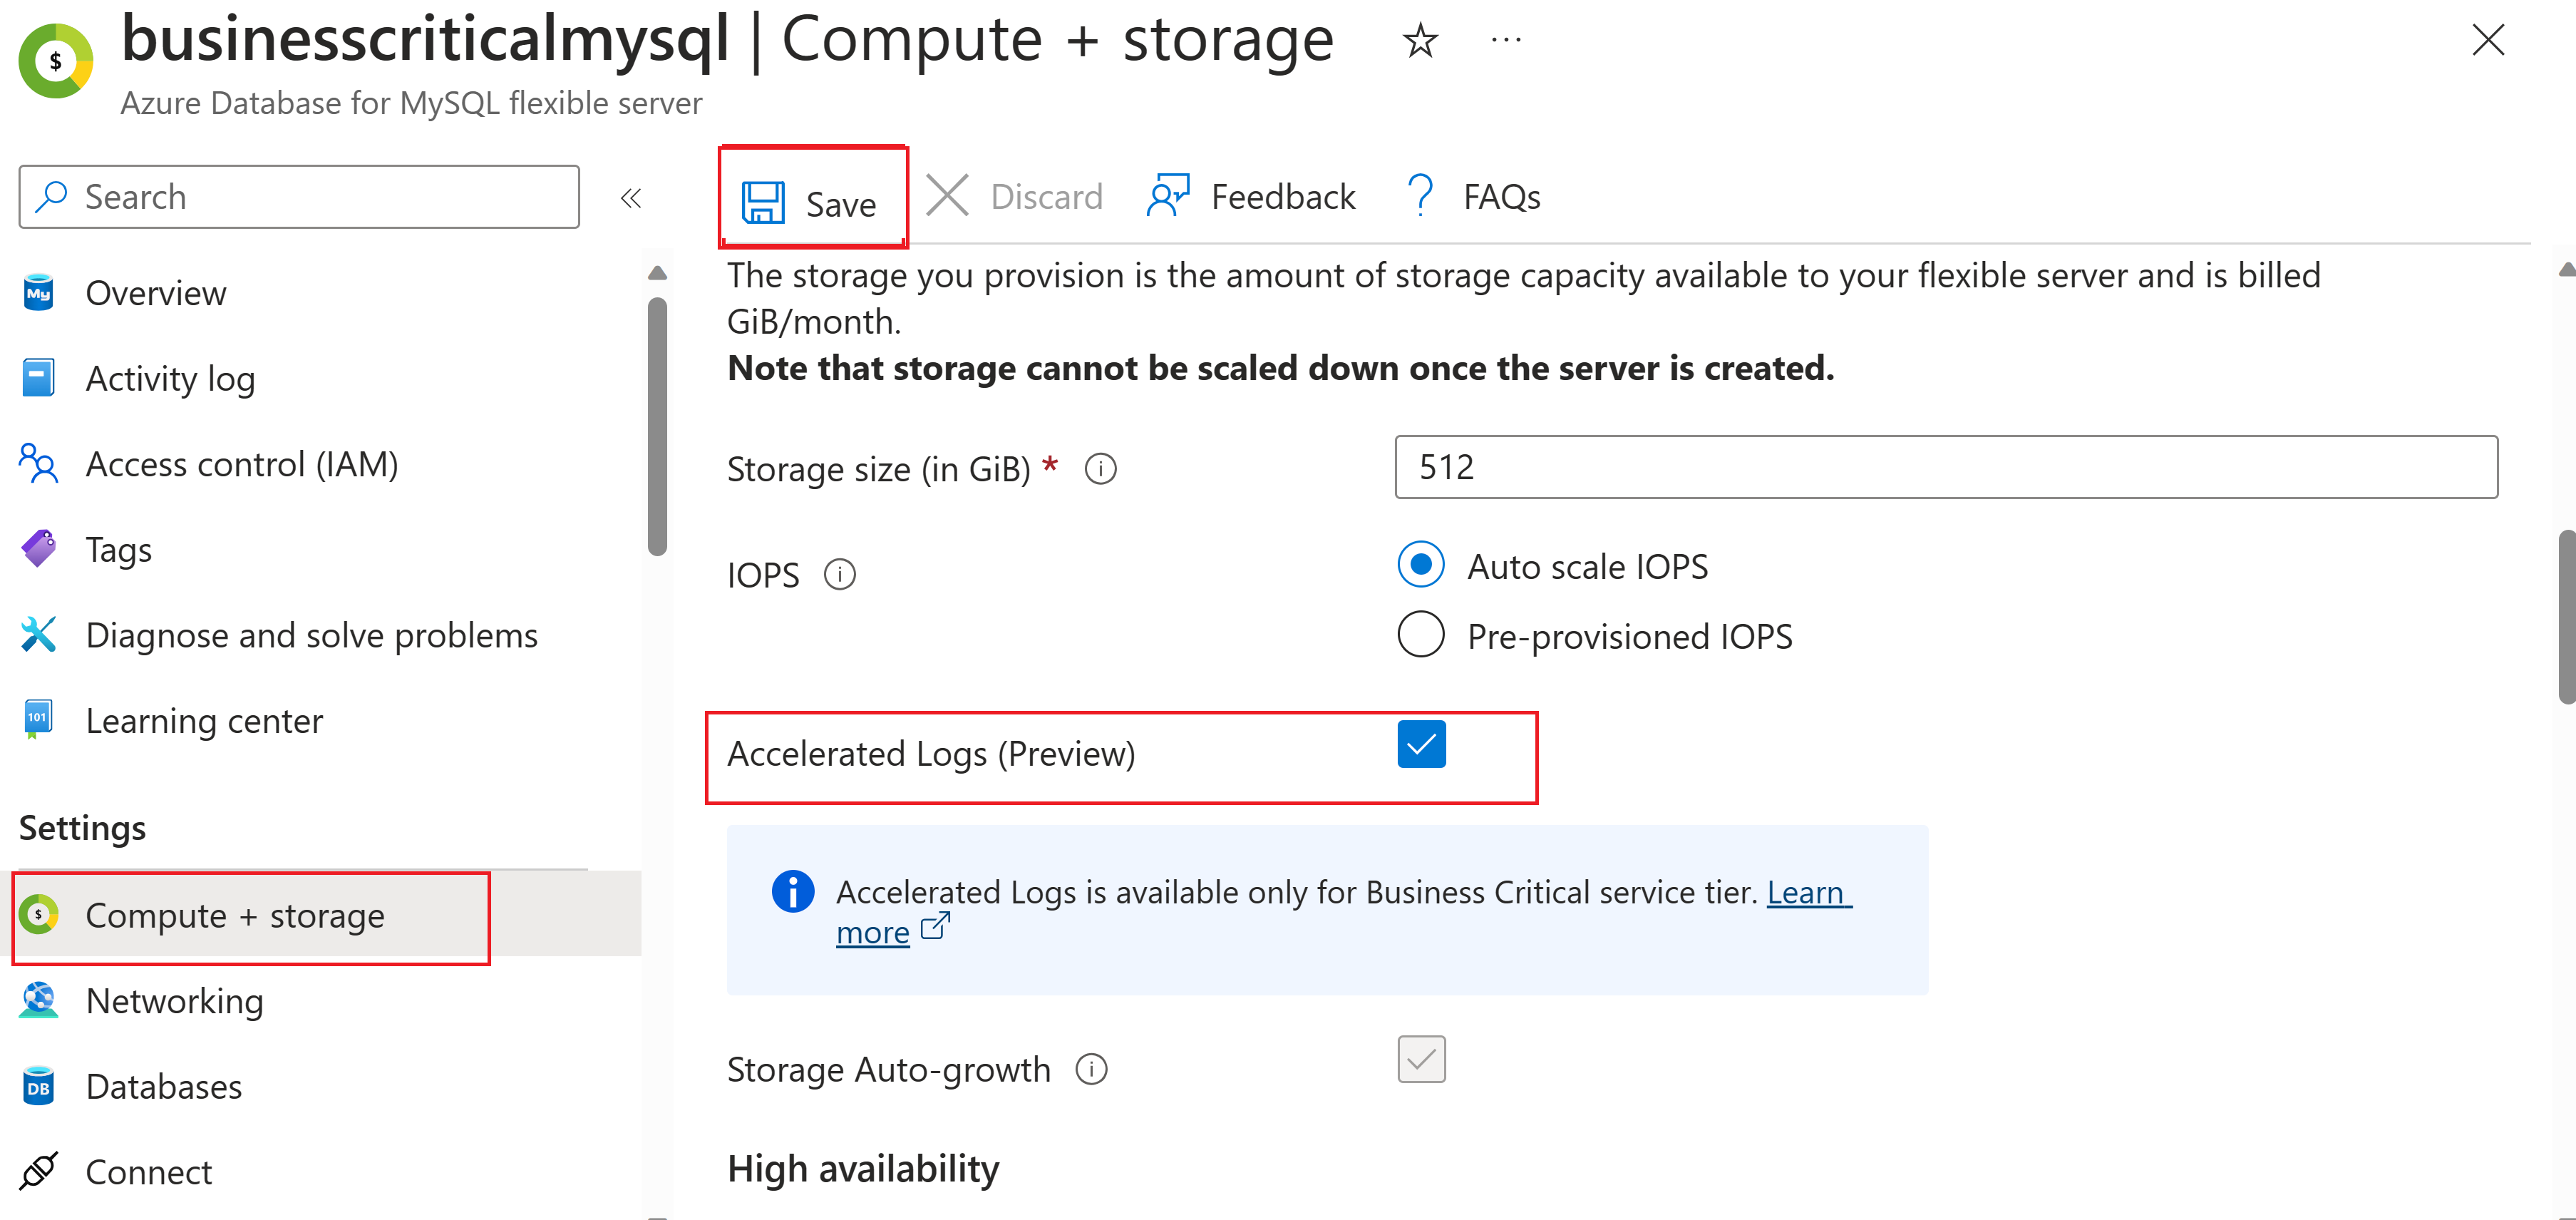 businesscriticalmysql | Compute + storage
Azure Database for MySQL flexible server
Search
Save
Discard
Feedback
FAQs
Overview
Activity log
Access control (IAM)
Tags
Diagnose and solve problems
Learning center
Settings
Compute + storage
Networking
Databases
Connect
The storage you provision is the amount of storage capacity available to your flexible server and is billed
GiB/month.
Note that storage cannot be scaled down once the server is created.
Storage size (in GiB) *
512
IOPS
Auto scale IOPS
Pre-provisioned IOPS
Accelerated Logs (Preview)
Accelerated Logs is available only for Business Critical service tier. Learn
more
Storage Auto-growth
High availability